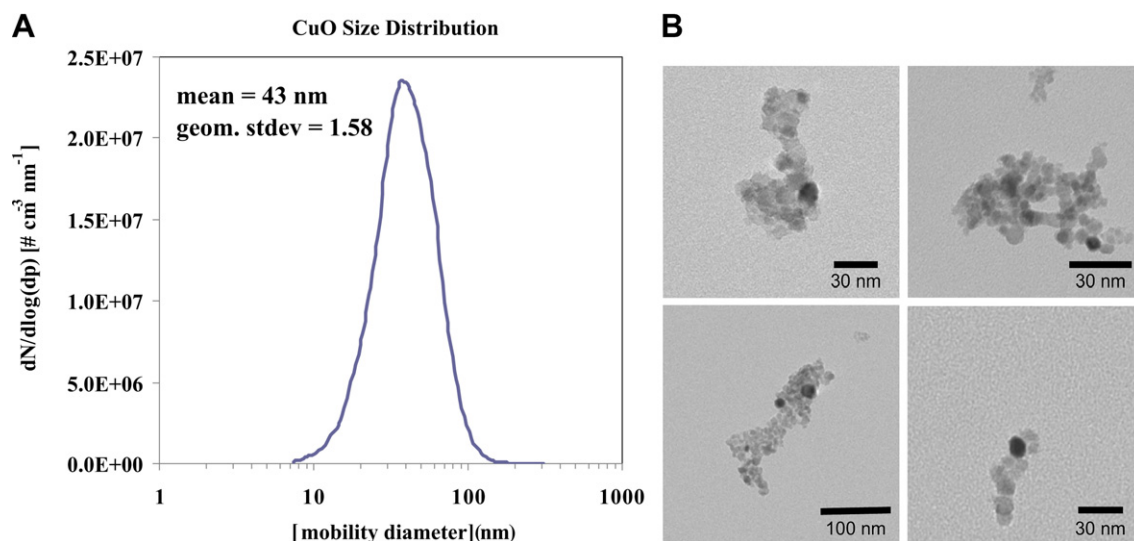 A
CuO Size Distribution
2.5E+07
2.0E+07
1.5E+07
1.0E+07
5.0E+06
0.0E+00
dN/dlog(dp) [# cm⁻³ nm⁻¹]
mean = 43 nm
geom. stdev = 1.58
1
10
100
1000
[mobility diameter](nm)
B
30 nm
30 nm
100 nm
30 nm